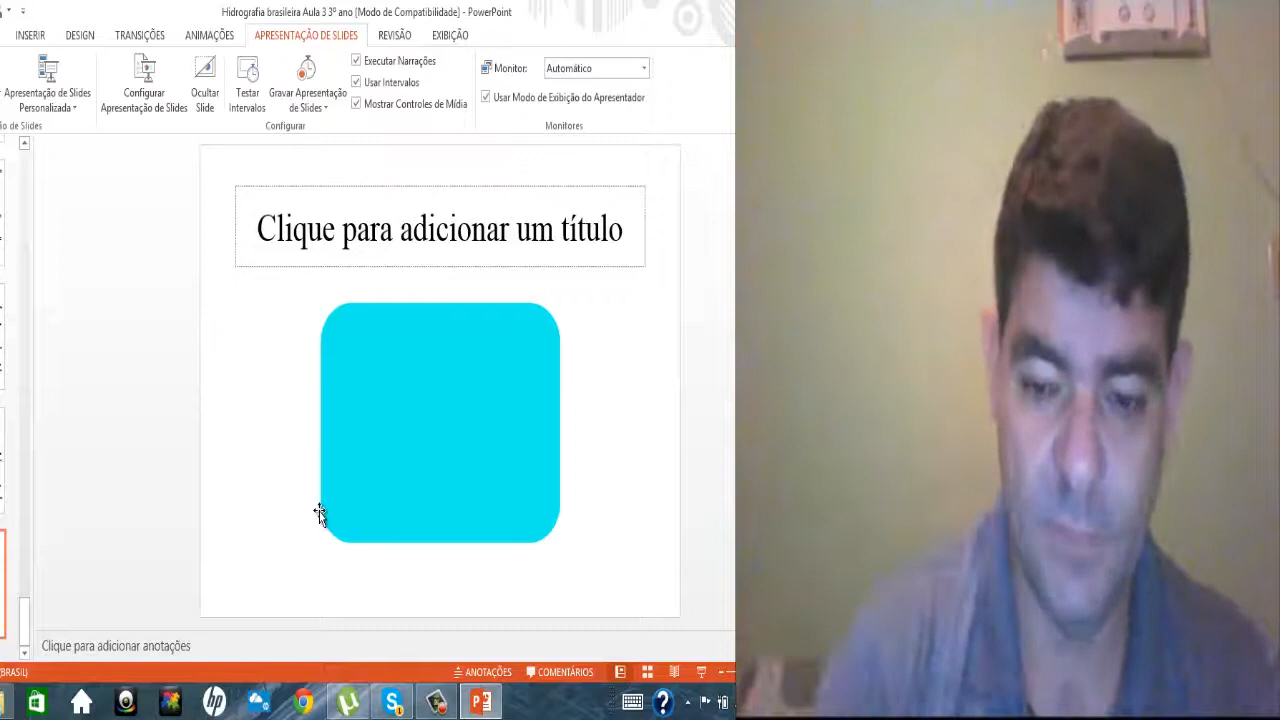 Hidrografia brasileira Aula 3 3º ano [Modo de Compatibilidade] - PowerPoint
INSERIR DESIGN TRANSIÇÕES ANIMAÇÕES APRESENTAÇÃO DE SLIDES REVISÃO EXIBIÇÃO
Apresentação de Slides
Personalizada
Configurar
Apresentação de Slides
Ocultar
Slide
Testar
Intervalos
Gravar Apresentação
de Slides
Executar Narrações
Usar Intervalos
Mostrar Controles de Mídia
Monitor: Automático
Usar Modo de Exibição do Apresentador
ão de Slides
Configurar
Monitores
Clique para adicionar um título
Clique para adicionar anotações
BRASIL)
ANOTAÇÕES COMENTÁRIOS